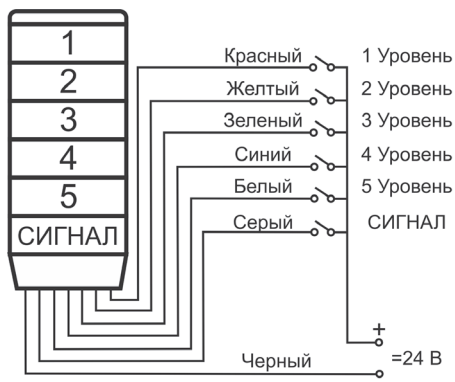 1
2
3
4
5
СИГНАЛ
Красный 1 Уровень
Желтый 2 Уровень
Зеленый 3 Уровень
Синий 4 Уровень
Белый 5 Уровень
Серый СИГНАЛ
+
=24 В
Черный